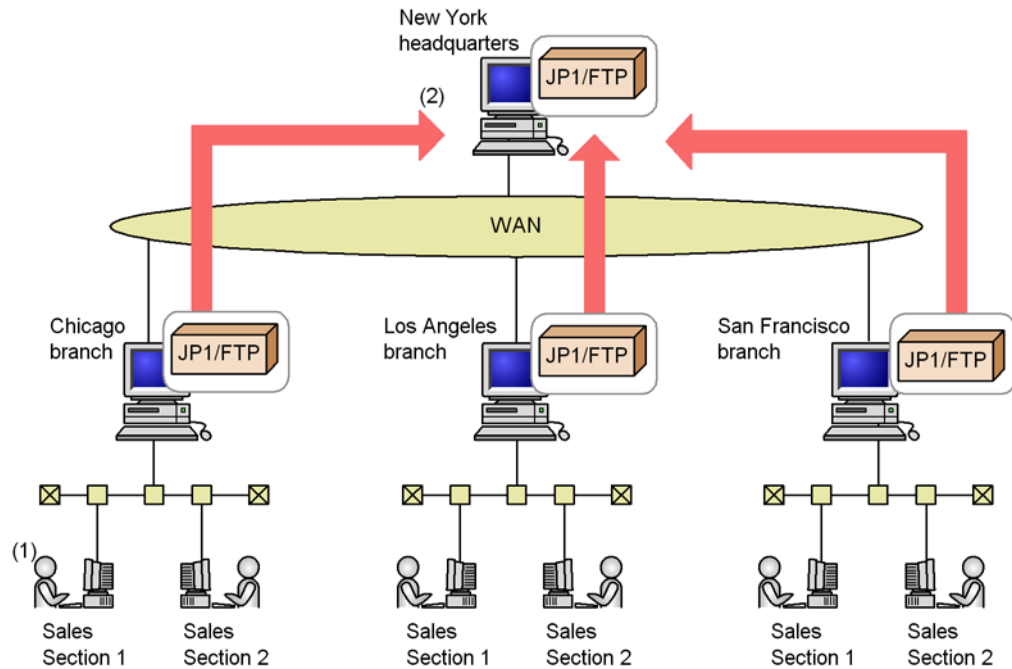 New York
headquarters
JP1/FTP
(2)
WAN
Chicago
branch
JP1/FTP
Los Angeles
branch
JP1/FTP
San Francisco
branch
JP1/FTP
(1)
Sales
Section 1
Sales
Section 2
Sales
Section 1
Sales
Section 2
Sales
Section 1
Sales
Section 2